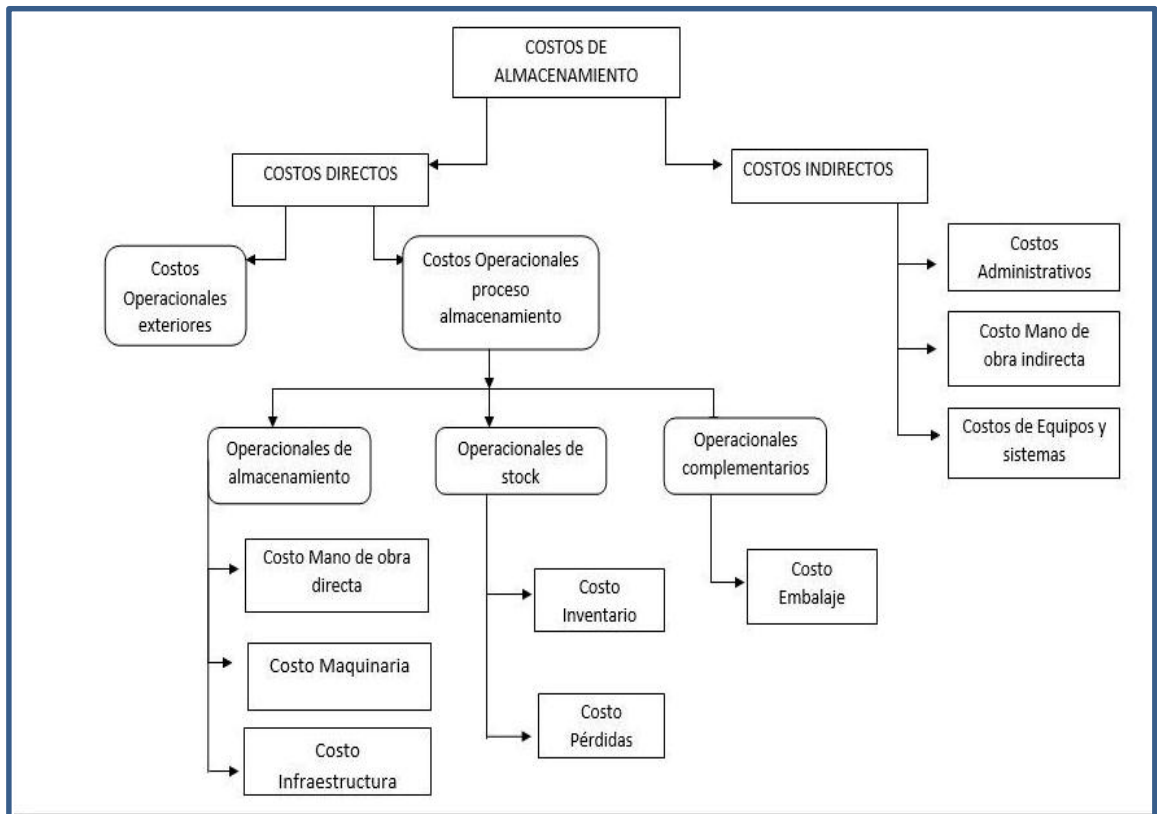 COSTOS DE
ALMACENAMIENTO
COSTOS DIRECTOS
COSTOS INDIRECTOS
Costos
Operacionales
exteriores
Costos Operacionales
proceso
almacenamiento
Costos
Administrativos
Costo Mano de
obra indirecta
Costos de Equipos y
sistemas
Operacionales de
almacenamiento
Operacionales de
stock
Operacionales
complementarios
Costo Mano de obra
directa
Costo Maquinaria
Costo
Infraestructura
Costo
Inventario
Costo
Pérdidas
Costo
Embalaje